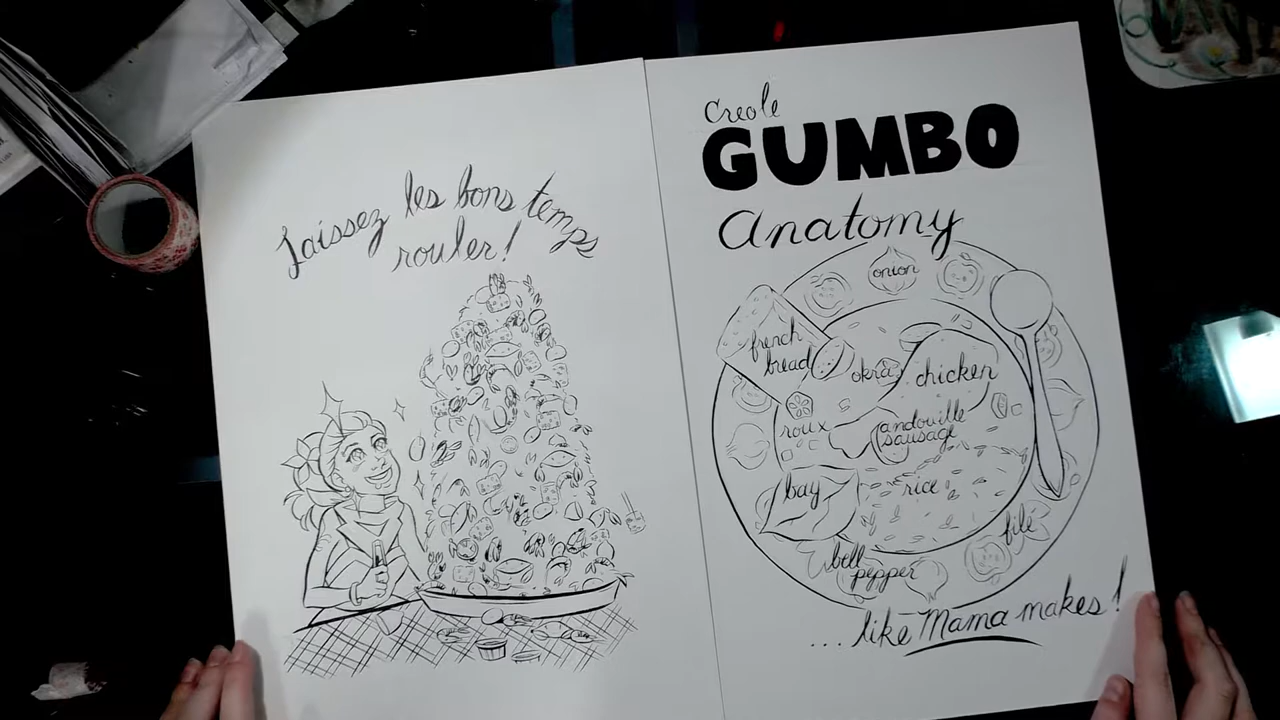 Laissez les bons temps
rouler!
Creole
GUMBO
Anatomy
onion
french
bread
okra
chicken
roux
andouille
sausage
bay
rice
filé
bell
pepper
...like Mama makes!